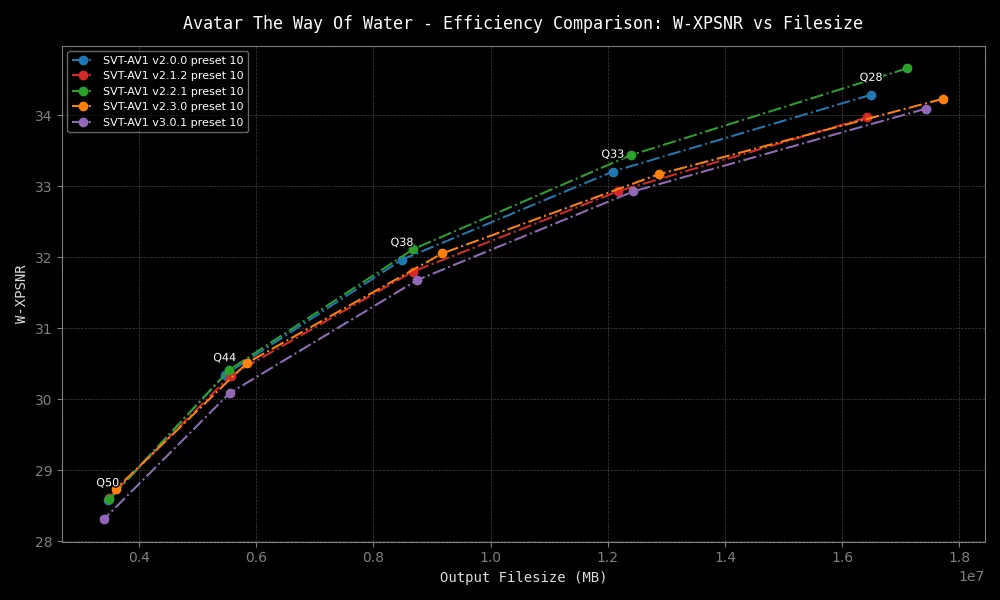 Avatar The Way Of Water - Efficiency Comparison: W-XPSNR vs Filesize
SVT-AV1 v2.0.0 preset 10
SVT-AV1 v2.1.2 preset 10
SVT-AV1 v2.2.1 preset 10
SVT-AV1 v2.3.0 preset 10
SVT-AV1 v3.0.1 preset 10
Q28
Q33
Q38
Q44
Q50
34
33
32
31
30
29
28
W-XPSNR
0.4 0.6 0.8 1.0 1.2 1.4 1.6 1.8
1e7
Output Filesize (MB)